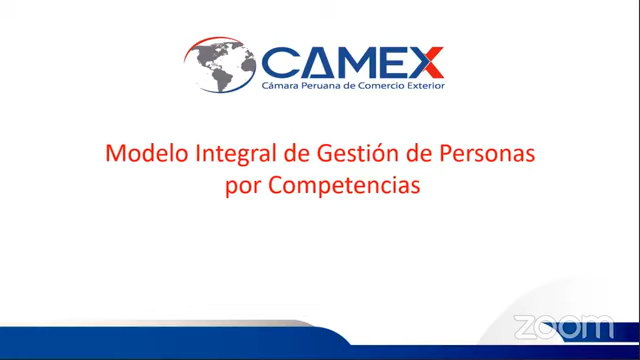 CAMEX
Cámara Peruana de Comercio Exterior
Modelo Integral de Gestión de Personas
por Competencias
zoom